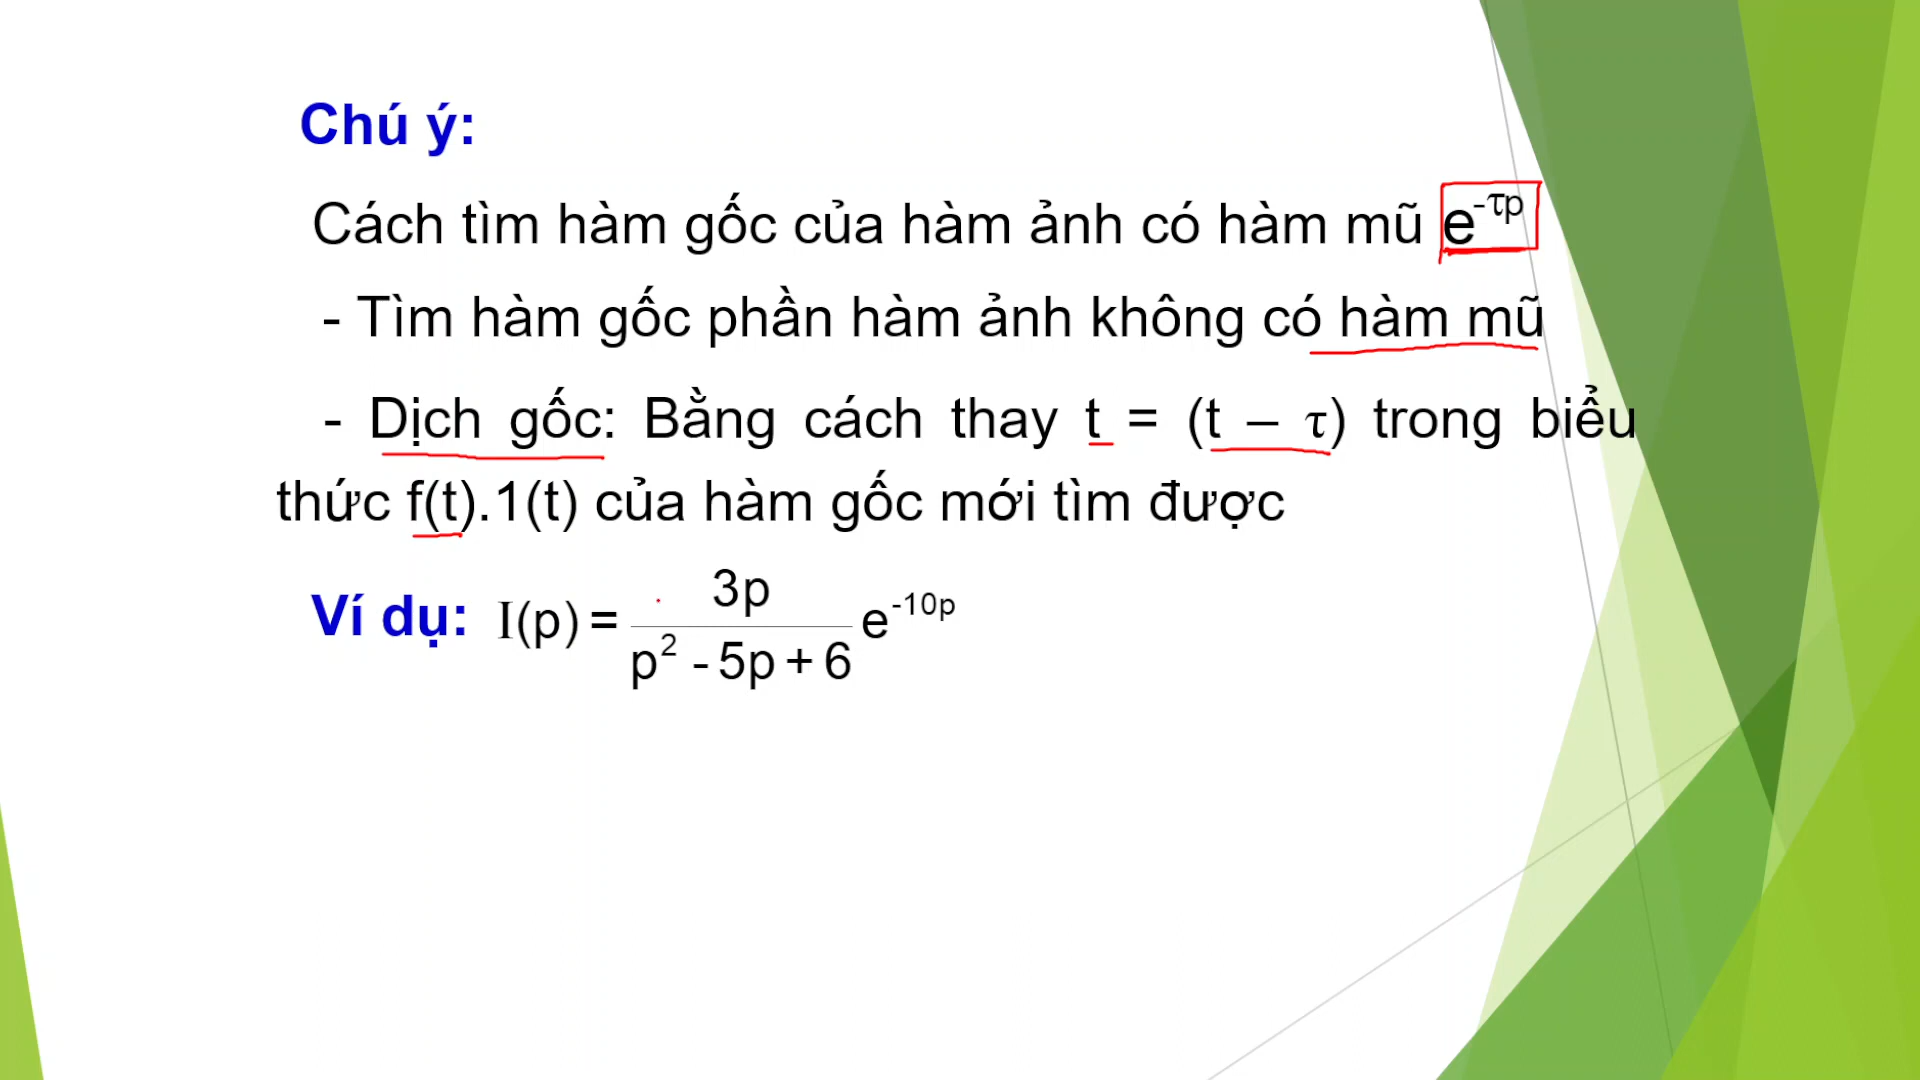 Chú ý:
Cách tìm hàm gốc của hàm ảnh có hàm mũ e^{-τp}
- Tìm hàm gốc phần hàm ảnh không có hàm mũ
- Dịch gốc: Bằng cách thay t = (t – τ) trong biểu
thức f(t).1(t) của hàm gốc mới tìm được
Ví dụ: I(p) = \frac{3p}{p^2 - 5p + 6} e^{-10p}